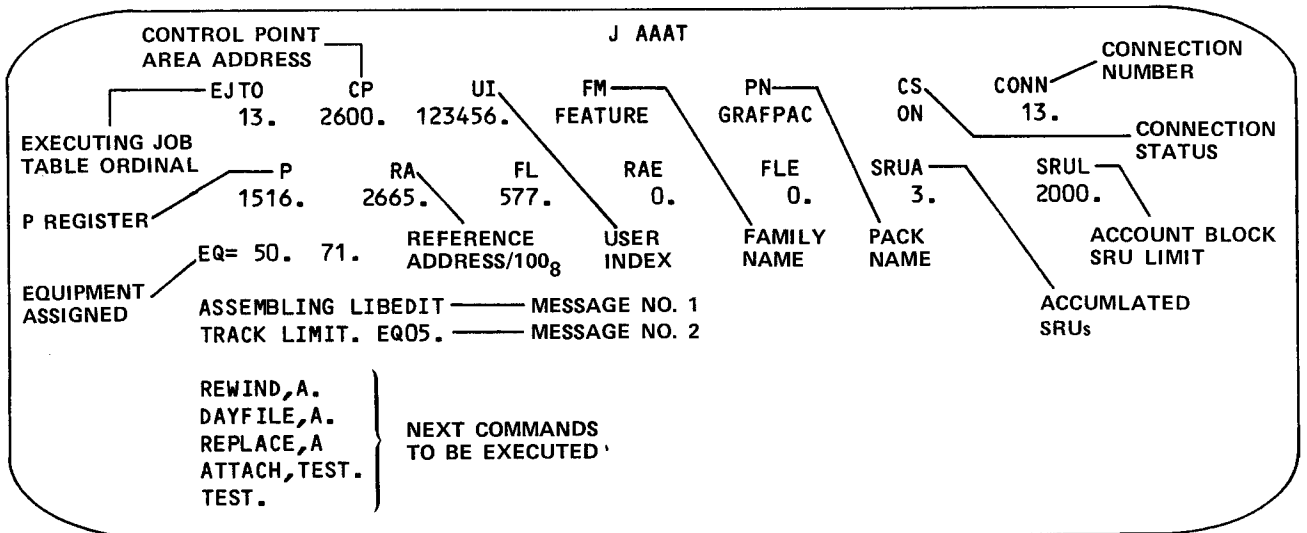 J AAAT
CONTROL POINT
AREA ADDRESS
CONNECTION
NUMBER
EJTO CP UI FM PN CS CONN
13. 2600. 123456. FEATURE GRAFPAC ON 13.
EXECUTING JOB
TABLE ORDINAL
CONNECTION
STATUS
P RA FL RAE FLE SRUA SRUL
1516. 2665. 577. 0. 0. 3. 2000.
P REGISTER
REFERENCE
ADDRESS/100₈
USER
INDEX
FAMILY
NAME
PACK
NAME
ACCOUNT BLOCK
SRU LIMIT
EQ= 50. 71.
EQUIPMENT
ASSIGNED
ACCUMLATED
SRUs
ASSEMBLING LIBEDIT MESSAGE NO. 1
TRACK LIMIT. EQ05. MESSAGE NO. 2
REWIND,A.
DAYFILE,A.
REPLACE,A
ATTACH,TEST.
TEST.
NEXT COMMANDS
TO BE EXECUTED